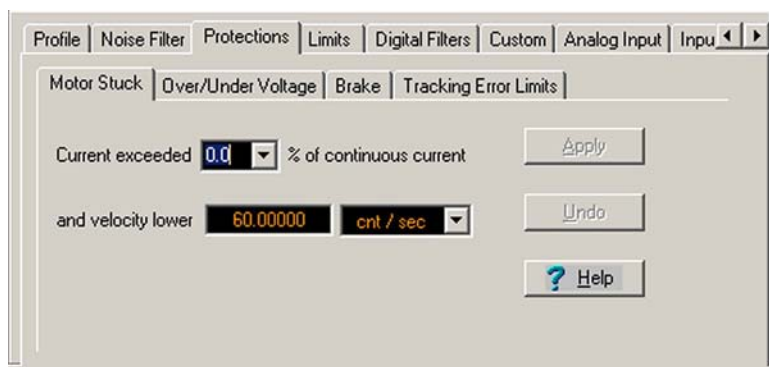 Profile Noise Filter Protections Limits Digital Filters Custom Analog Input Inpu
Motor Stuck Over/Under Voltage Brake Tracking Error Limits
Current exceeded 0.0 % of continuous current Apply
and velocity lower 60.00000 cnt / sec Undo
? Help